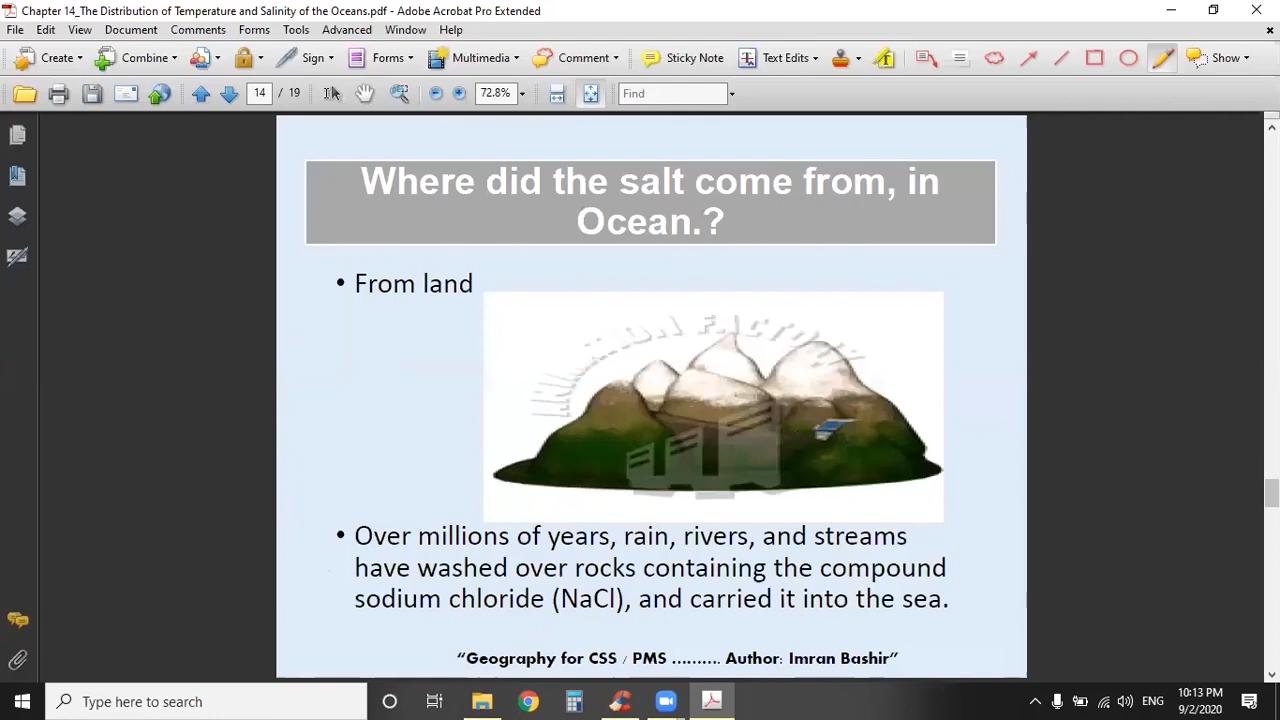 Chapter 14_The Distribution of Temperature and Salinity of the Oceans.pdf - Adobe Acrobat Pro Extended
File Edit View Document Comments Forms Tools Advanced Window Help
Create Combine Sign Forms Multimedia Comment Sticky Note Text Edits Show
14 / 19 72.8% Find
Where did the salt come from, in
Ocean.?
• From land
ANIMATION FACTORY
• Over millions of years, rain, rivers, and streams
have washed over rocks containing the compound
sodium chloride (NaCl), and carried it into the sea.
“Geography for CSS / PMS ......... Author: Imran Bashir”
Type here to search
ENG
10:13 PM
9/2/2020